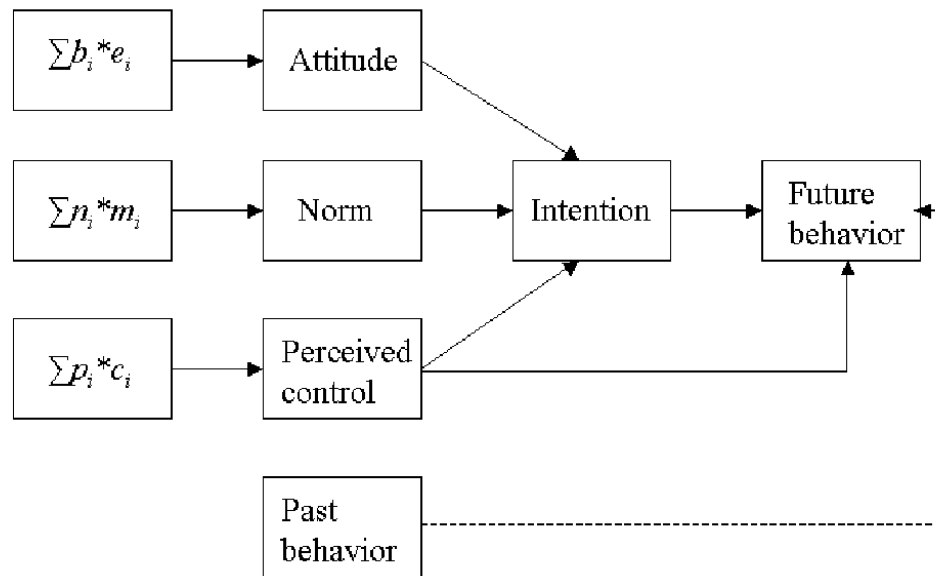 ∑bᵢ*eᵢ
Attitude
∑nᵢ*mᵢ
Norm
Intention
Future
behavior
∑pᵢ*cᵢ
Perceived
control
Past
behavior